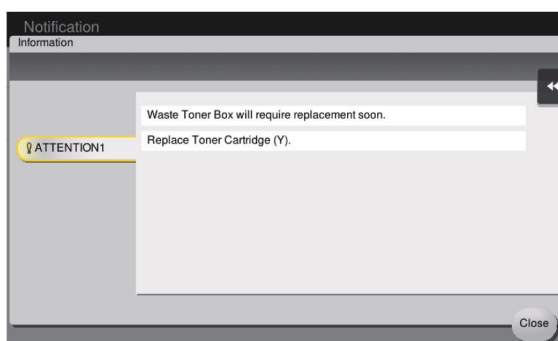 Notification
Information
Waste Toner Box will require replacement soon.
Replace Toner Cartridge (Y).
ATTENTION1
Close